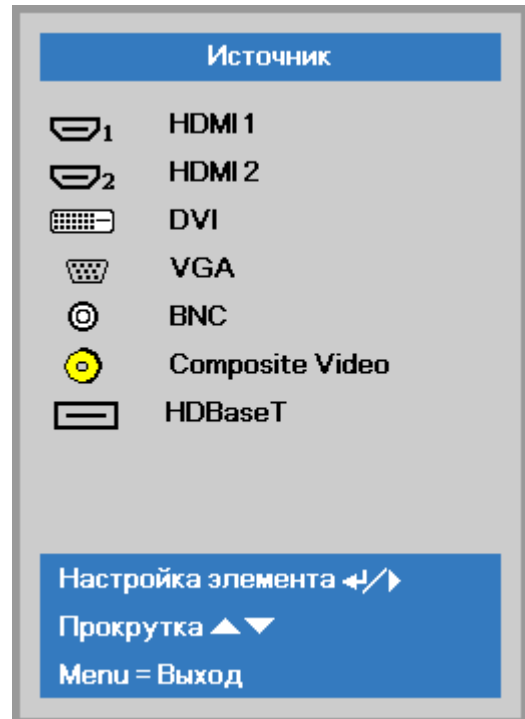 Источник
HDMI 1
HDMI 2
DVI
VGA
BNC
Composite Video
HDBaseT
Настройка элемента ↵/▶
Прокрутка ▲▼
Menu = Выход